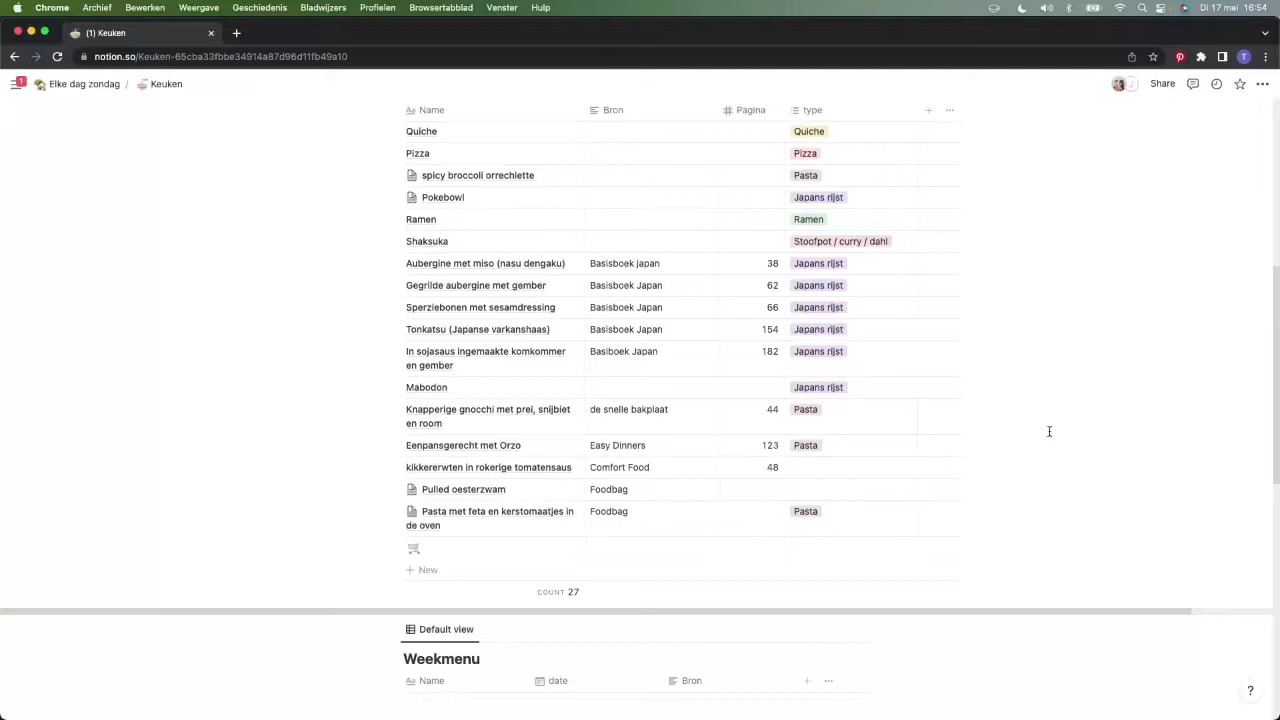 Chrome Archief Bewerken Weergave Geschiedenis Bladwijzers Profielen Browsertabblad Venster Help Di 17 mei 16:54
(1) Keuken
notion.so/Keuken-65cba33fbbe34914a87d96d11fb49a10 T
1 Elke dag zondag / Keuken J Share
Name Bron Pagina type
Quiche Quiche
Pizza Pizza
spicy broccoli orrechiette Pasta
Pokebowl Japans rijst
Ramen Ramen
Shaksuka Stoofpot / curry / dahl
Aubergine met miso (nasu dengaku) Basisboek japan 38 Japans rijst
Gegrilde aubergine met gember Basisboek Japan 62 Japans rijst
Sperziebonen met sesamdressing Basisboek Japan 66 Japans rijst
Tonkatsu (Japanse varkanshaas) Basisboek Japan 154 Japans rijst
In sojasaus ingemaakte komkommer Basiboek Japan 182 Japans rijst
en gember
Mabodon Japans rijst
Knapperige gnocchi met prei, snijbiet de snelle bakplaat 44 Pasta
en room
Eenpansgerecht met Orzo Easy Dinners 123 Pasta
kikkererwten in rokerige tomatensaus Comfort Food 48
Pulled oesterzwam Foodbag
Pasta met feta en kerstomaatjes in Foodbag Pasta
de oven
+ New
COUNT 27
Default view
Weekmenu
Name date Bron
?